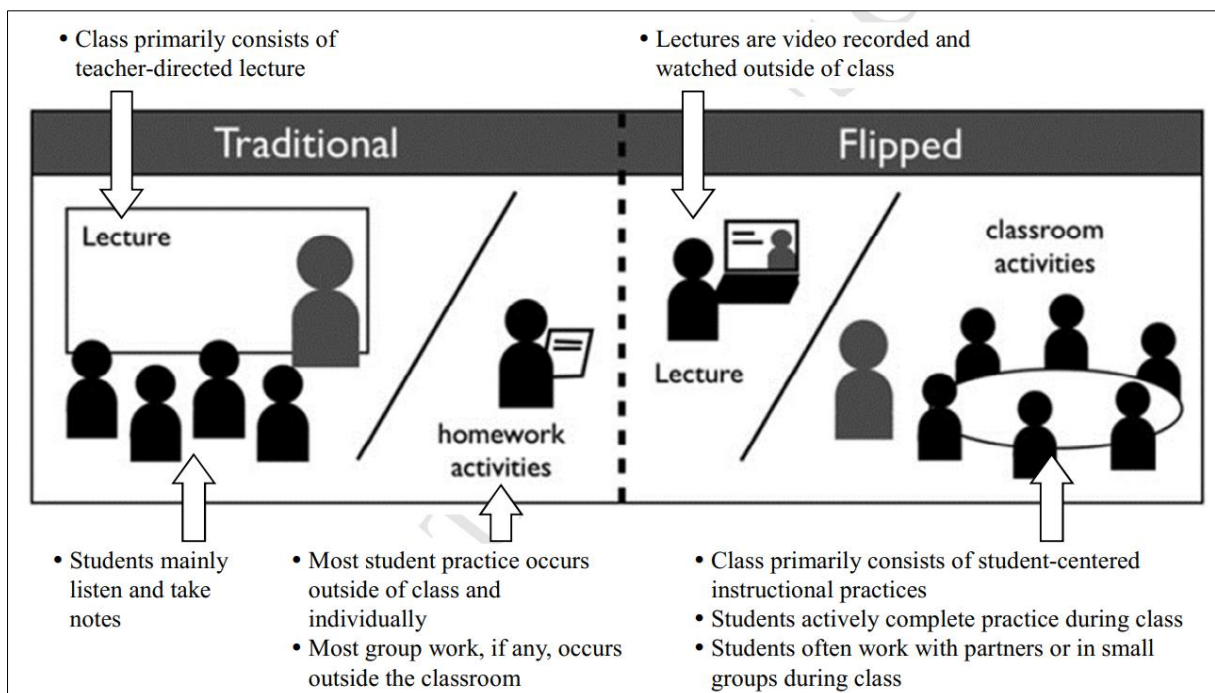 • Class primarily consists of
teacher-directed lecture
• Lectures are video recorded and
watched outside of class
Traditional
Flipped
Lecture
homework
activities
Lecture
classroom
activities
• Students mainly
listen and take
notes
• Most student practice occurs
outside of class and
individually
• Most group work, if any, occurs
outside the classroom
• Class primarily consists of student-centered
instructional practices
• Students actively complete practice during class
• Students often work with partners or in small
groups during class